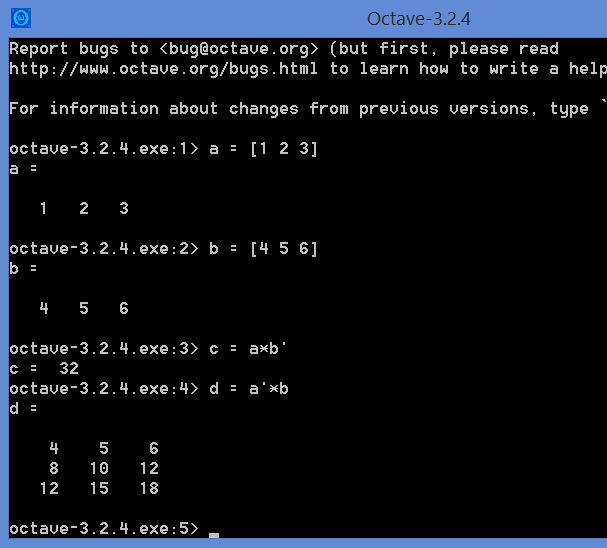 Octave-3.2.4
Report bugs to <bug@octave.org> (but first, please read
http://www.octave.org/bugs.html to learn how to write a help
For information about changes from previous versions, type `
octave-3.2.4.exe:1> a = [1 2 3]
a =
1 2 3
octave-3.2.4.exe:2> b = [4 5 6]
b =
4 5 6
octave-3.2.4.exe:3> c = a*b'
c = 32
octave-3.2.4.exe:4> d = a'*b
d =
4 5 6
8 10 12
12 15 18
octave-3.2.4.exe:5> _